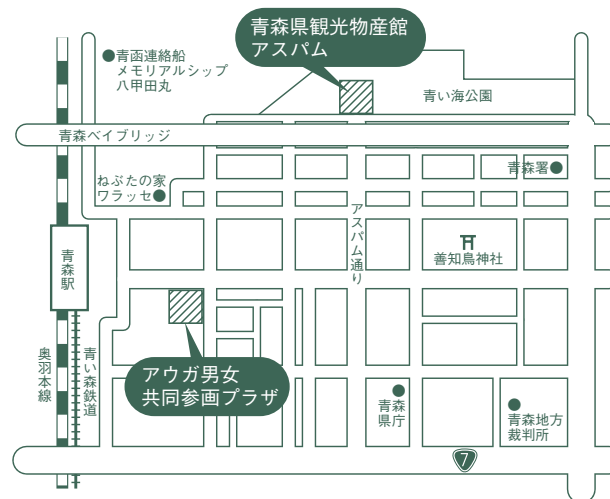 青森県観光物産館
アスパム
青函連絡船
メモリアルシップ
八甲田丸
青い海公園
青森ベイブリッジ
青森署
ねぶたの家
ワラッセ
アスパム通り
善知鳥神社
青森駅
アウガ男女
共同参画プラザ
奥羽本線
青い森鉄道
青森
県庁
青森地方
裁判所
7